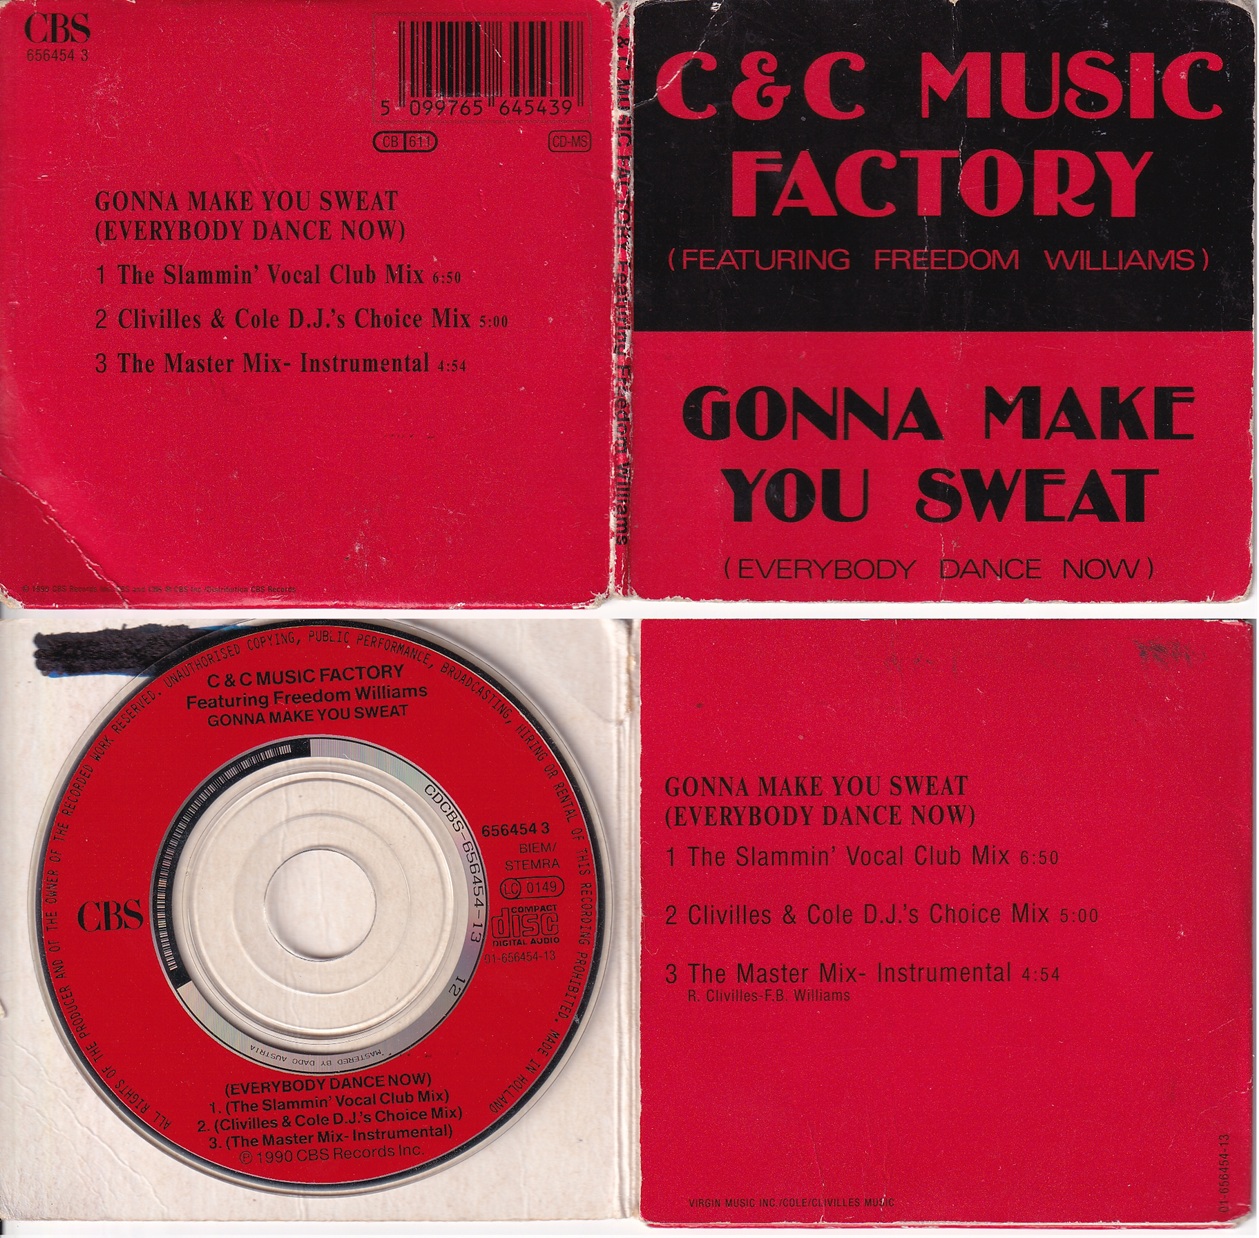 CBS
656454 3
5 099765 645439
CB 611
CD-MS
GONNA MAKE YOU SWEAT
(EVERYBODY DANCE NOW)
1 The Slammin' Vocal Club Mix 6:50
2 Clivilles & Cole D.J.'s Choice Mix 5:00
3 The Master Mix- Instrumental 4:54
& C MUSIC FACTORY Featuring Freedom Williams
C & C MUSIC
FACTORY
(FEATURING FREEDOM WILLIAMS)
GONNA MAKE
YOU SWEAT
(EVERYBODY DANCE NOW)
ALL RIGHTS OF THE PRODUCER AND OF THE OWNER OF THE RECORDED WORK RESERVED. UNAUTHORISED COPYING, PUBLIC PERFORMANCE, BROADCASTING, HIRING OR RENTAL OF THIS RECORDING PROHIBITED. MADE IN HOLLAND
C & C MUSIC FACTORY
Featuring Freedom Williams
GONNA MAKE YOU SWEAT
CDCBS-656454-13 12
MASTERED BY DADC AUSTRIA
CBS
656454 3
BIEM/
STEMRA
LC 0149
COMPACT
disc
DIGITAL AUDIO
01-656454-13
(EVERYBODY DANCE NOW)
1. (The Slammin' Vocal Club Mix)
2. (Clivilles & Cole D.J.'s Choice Mix)
3. (The Master Mix- Instrumental)
℗ 1990 CBS Records Inc.
GONNA MAKE YOU SWEAT
(EVERYBODY DANCE NOW)
1 The Slammin' Vocal Club Mix 6:50
2 Clivilles & Cole D.J.'s Choice Mix 5:00
3 The Master Mix- Instrumental 4:54
R. Clivilles-F.B. Williams
VIRGIN MUSIC INC /COLE/CLIVILLES MUSIC
01-656454-13